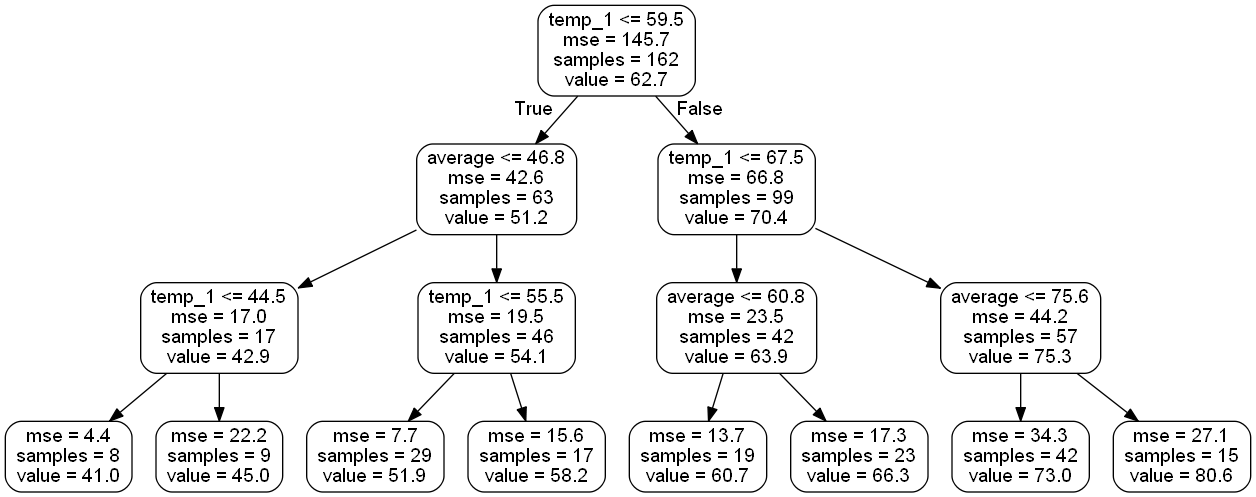 temp_1 <= 59.5
mse = 145.7
samples = 162
value = 62.7
True
False
average <= 46.8
mse = 42.6
samples = 63
value = 51.2
temp_1 <= 67.5
mse = 66.8
samples = 99
value = 70.4
temp_1 <= 44.5
mse = 17.0
samples = 17
value = 42.9
temp_1 <= 55.5
mse = 19.5
samples = 46
value = 54.1
average <= 60.8
mse = 23.5
samples = 42
value = 63.9
average <= 75.6
mse = 44.2
samples = 57
value = 75.3
mse = 4.4
samples = 8
value = 41.0
mse = 22.2
samples = 9
value = 45.0
mse = 7.7
samples = 29
value = 51.9
mse = 15.6
samples = 17
value = 58.2
mse = 13.7
samples = 19
value = 60.7
mse = 17.3
samples = 23
value = 66.3
mse = 34.3
samples = 42
value = 73.0
mse = 27.1
samples = 15
value = 80.6